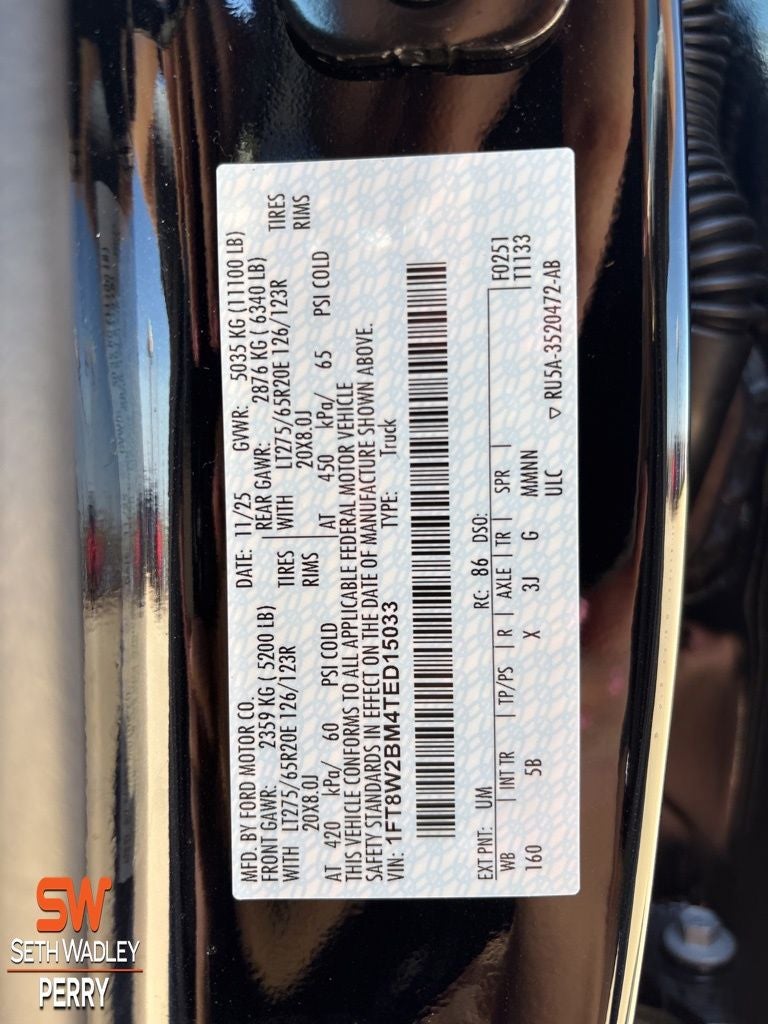 MFD. BY FORD MOTOR CO. DATE: 11/25 GVWR: 5035 KG (11100 LB)
FRONT GAWR: 2359 KG ( 5200 LB) REAR GAWR: 2876 KG ( 6340 LB)
WITH LT275/65R20E 126/123R TIRES WITH LT275/65R20E 126/123R TIRES
20X8.0J RIMS 20X8.0J RIMS
AT 420 kPa/ 60 PSI COLD AT 450 kPa/ 65 PSI COLD
THIS VEHICLE CONFORMS TO ALL APPLICABLE FEDERAL MOTOR VEHICLE
SAFETY STANDARDS IN EFFECT ON THE DATE OF MANUFACTURE SHOWN ABOVE.
VIN: 1FT8W2BM4TED15033 TYPE: Truck
EXT PNT: UM RC: 86 DSO: F0251
WB INT TR TP/PS R AXLE TR SPR T1133
160 5B X 3J G MMNNN
ULC ▽ RU5A-3520472-AB
SW
SETH WADLEY
PERRY